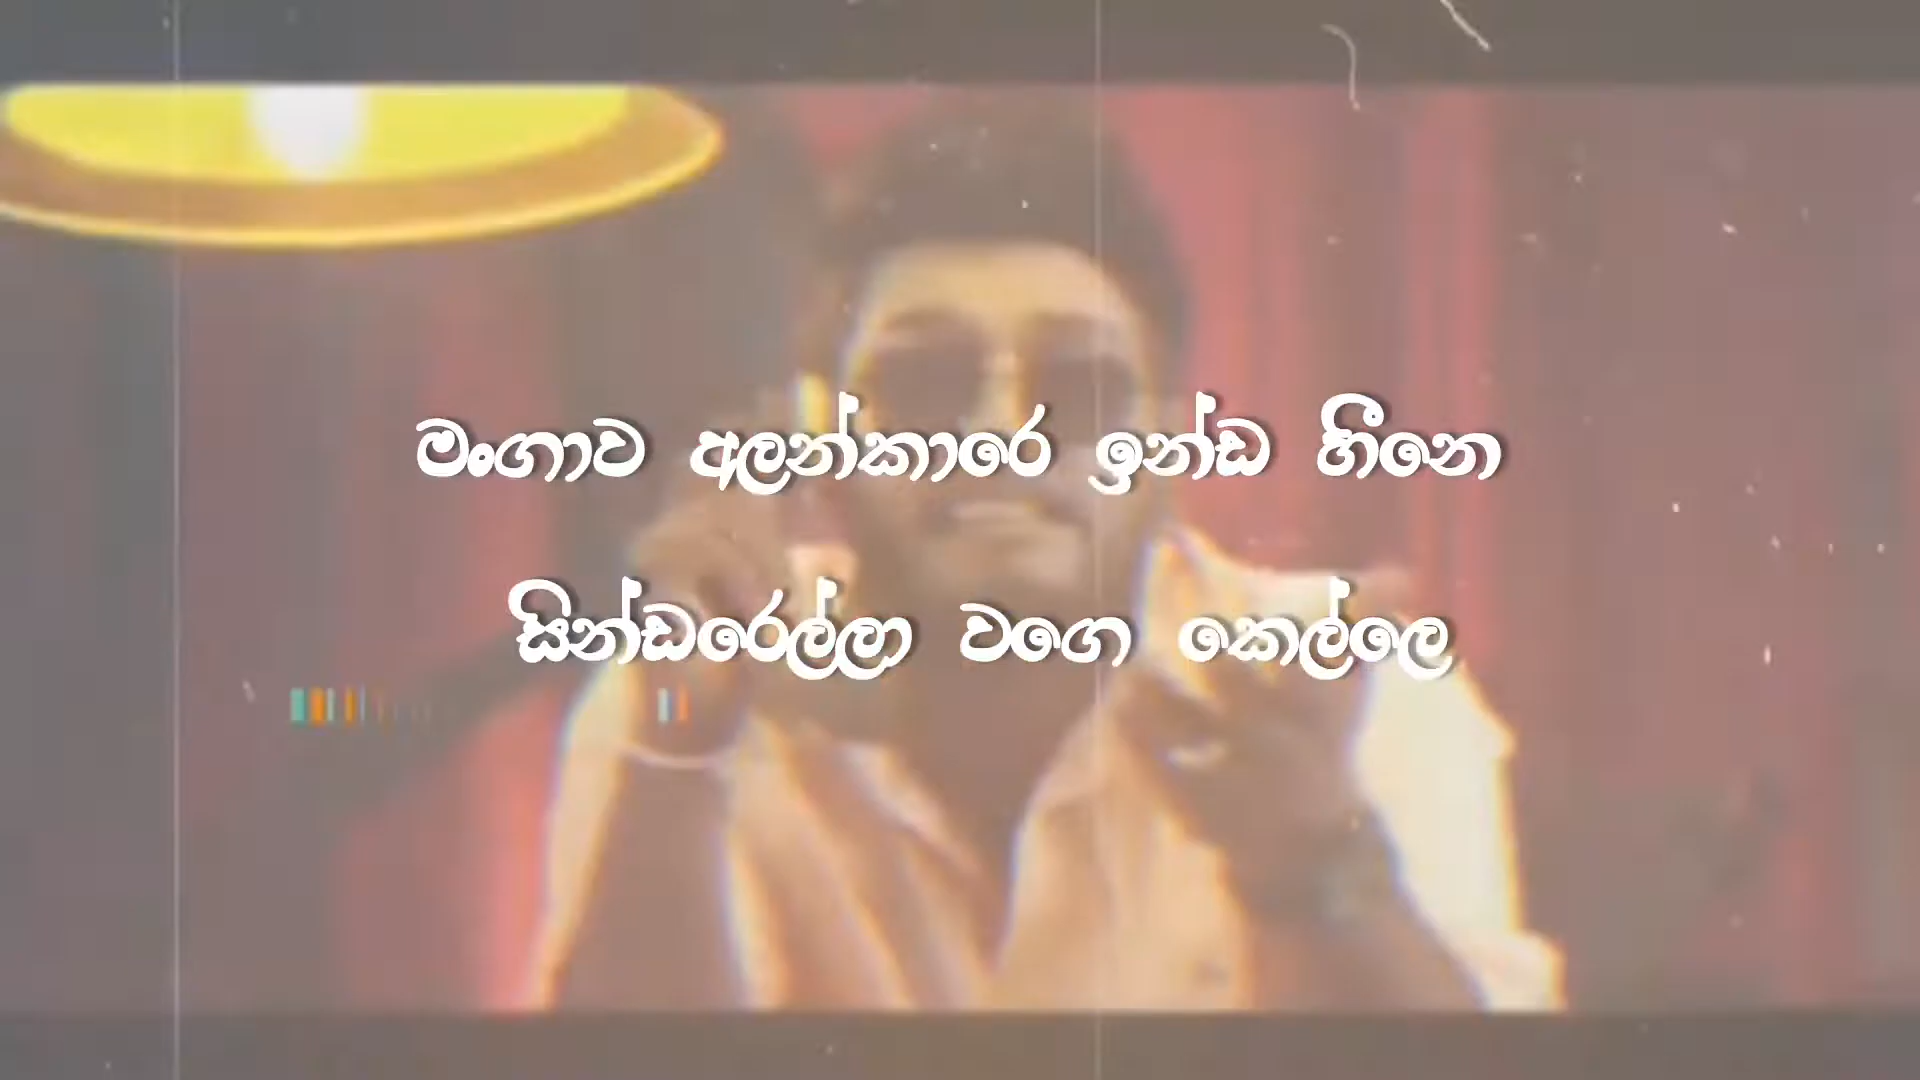 මංගාව අලන්කාරෙ ඉන්ඩ හීනෙ
සින්ඩරෙල්ලා වගෙ කෙල්ලෙ